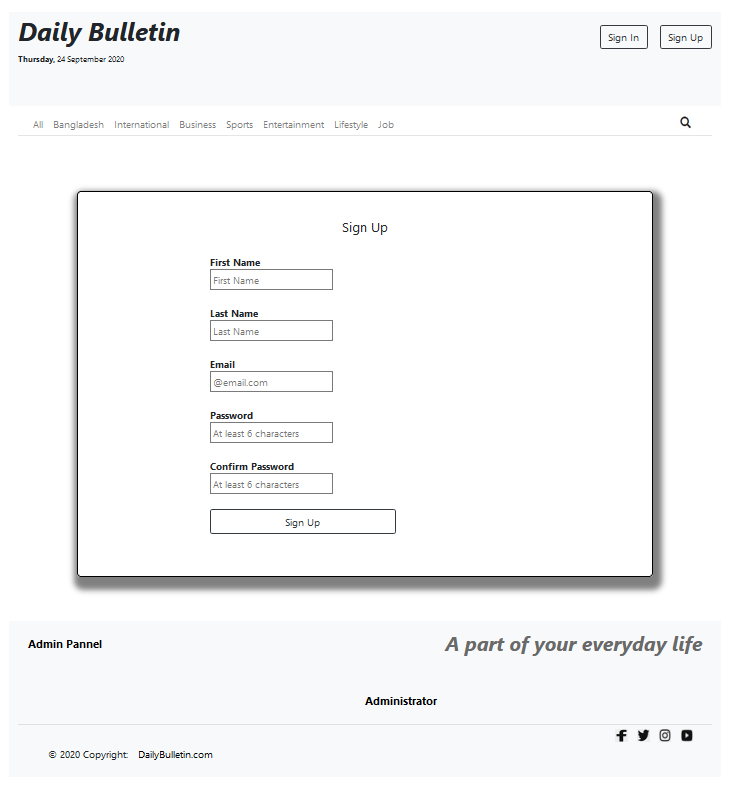 Daily Bulletin
Sign In Sign Up
Thursday, 24 September 2020
All Bangladesh International Business Sports Entertainment Lifestyle Job
Sign Up
First Name
First Name
Last Name
Last Name
Email
@email.com
Password
At least 6 characters
Confirm Password
At least 6 characters
Sign Up
Admin Pannel
A part of your everyday life
Administrator
© 2020 Copyright: DailyBulletin.com